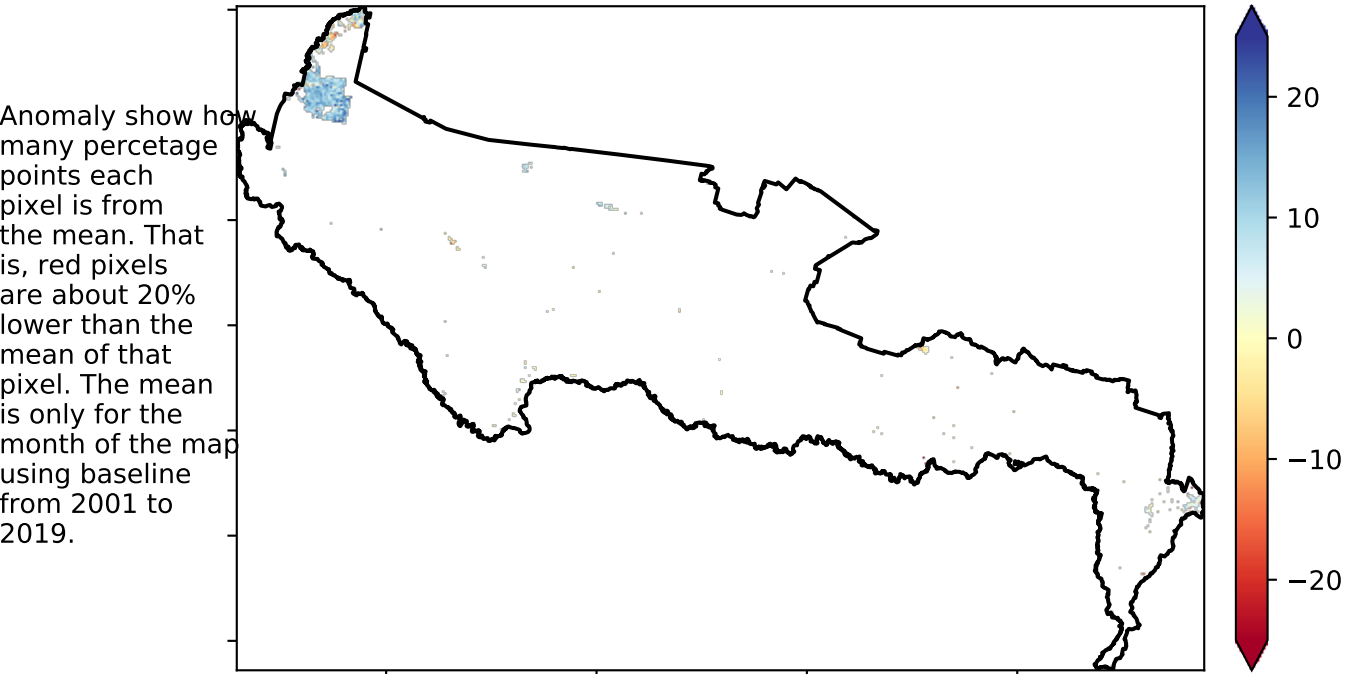 Anomaly show how
many percetage
points each
pixel is from
the mean. That
is, red pixels
are about 20%
lower than the
mean of that
pixel. The mean
is only for the
month of the map
using baseline
from 2001 to
2019.
20
10
0
−10
−20